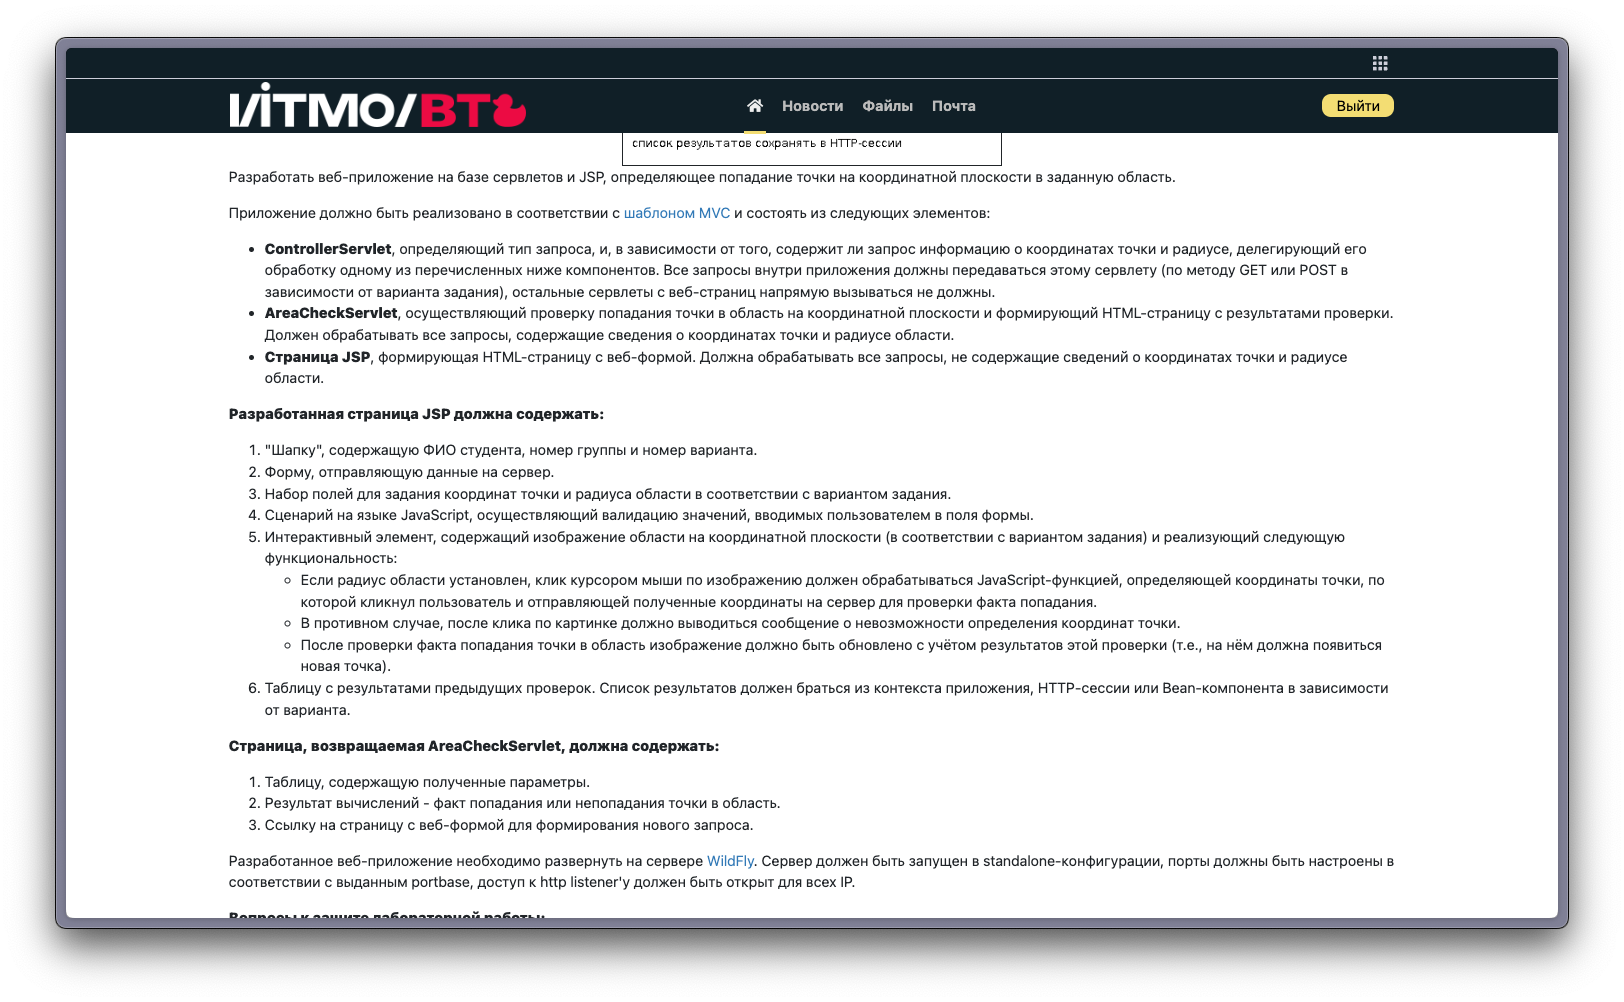 ИТМО/ВТ
Новости Файлы Почта
Выйти
список результатов сохранять в HTTP-сессии
Разработать веб-приложение на базе сервлетов и JSP, определяющее попадание точки на координатной плоскости в заданную область.
Приложение должно быть реализовано в соответствии с шаблоном MVC и состоять из следующих элементов:
• ControllerServlet, определяющий тип запроса, и, в зависимости от того, содержит ли запрос информацию о координатах точки и радиусе, делегирующий его
обработку одному из перечисленных ниже компонентов. Все запросы внутри приложения должны передаваться этому сервлету (по методу GET или POST в
зависимости от варианта задания), остальные сервлеты с веб-страниц напрямую вызываться не должны.
• AreaCheckServlet, осуществляющий проверку попадания точки в область на координатной плоскости и формирующий HTML-страницу с результатами проверки.
Должен обрабатывать все запросы, содержащие сведения о координатах точки и радиусе области.
• Страница JSP, формирующая HTML-страницу с веб-формой. Должна обрабатывать все запросы, не содержащие сведений о координатах точки и радиусе
области.
Разработанная страница JSP должна содержать:
1. "Шапку", содержащую ФИО студента, номер группы и номер варианта.
2. Форму, отправляющую данные на сервер.
3. Набор полей для задания координат точки и радиуса области в соответствии с вариантом задания.
4. Сценарий на языке JavaScript, осуществляющий валидацию значений, вводимых пользователем в поля формы.
5. Интерактивный элемент, содержащий изображение области на координатной плоскости (в соответствии с вариантом задания) и реализующий следующую
функциональность:
◦ Если радиус области установлен, клик курсором мыши по изображению должен обрабатываться JavaScript-функцией, определяющей координаты точки, по
которой кликнул пользователь и отправляющей полученные координаты на сервер для проверки факта попадания.
◦ В противном случае, после клика по картинке должно выводиться сообщение о невозможности определения координат точки.
◦ После проверки факта попадания точки в область изображение должно быть обновлено с учётом результатов этой проверки (т.е., на нём должна появиться
новая точка).
6. Таблицу с результатами предыдущих проверок. Список результатов должен браться из контекста приложения, HTTP-сессии или Bean-компонента в зависимости
от варианта.
Страница, возвращаемая AreaCheckServlet, должна содержать:
1. Таблицу, содержащую полученные параметры.
2. Результат вычислений - факт попадания или непопадания точки в область.
3. Ссылку на страницу с веб-формой для формирования нового запроса.
Разработанное веб-приложение необходимо развернуть на сервере WildFly. Сервер должен быть запущен в standalone-конфигурации, порты должны быть настроены в
соответствии с выданным portbase, доступ к http listener'у должен быть открыт для всех IP.
Вопросы к защите лабораторной работы: